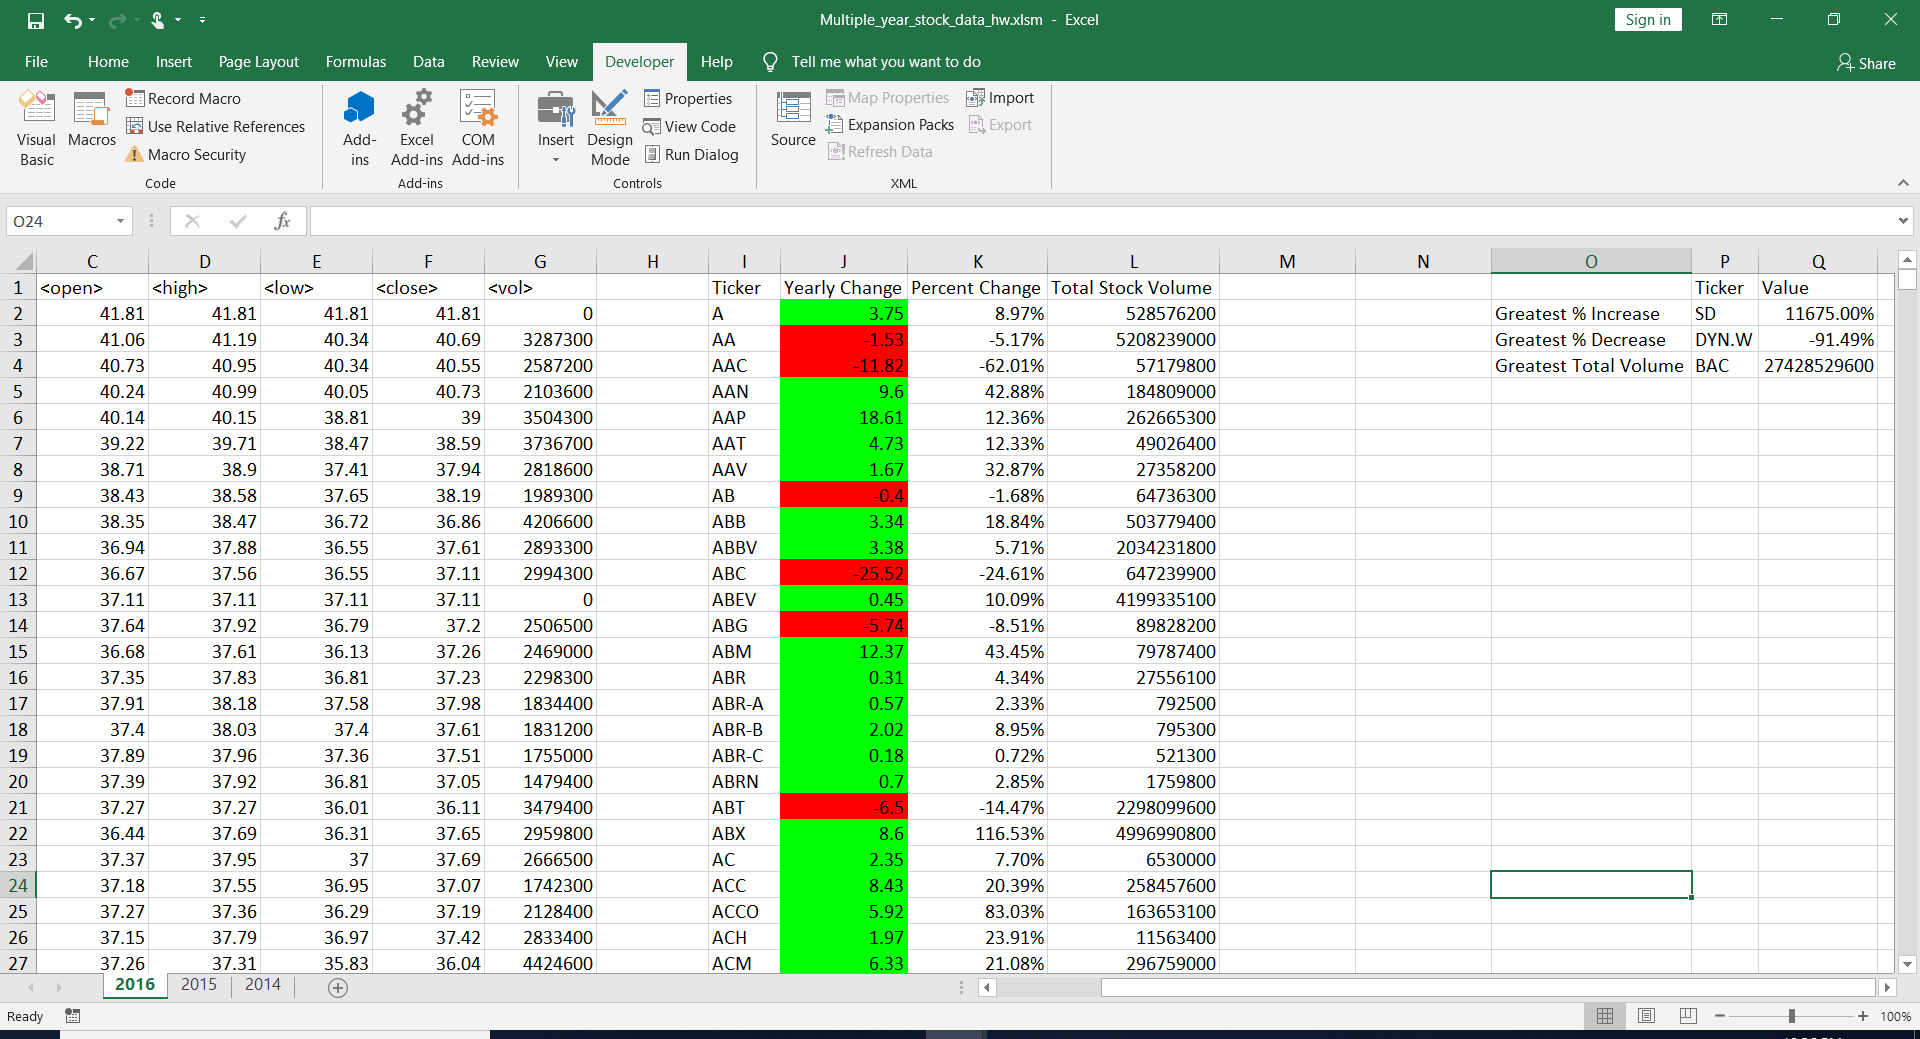 Multiple_year_stock_data_hw.xlsm - Excel
Sign in
File Home Insert Page Layout Formulas Data Review View Developer Help Tell me what you want to do Share
Visual Basic
Macros
Record Macro
Use Relative References
Macro Security
Code
Add-ins
Excel Add-ins
COM Add-ins
Add-ins
Insert
Design Mode
Properties
View Code
Run Dialog
Controls
Source
Map Properties
Expansion Packs
Refresh Data
Import
Export
XML
O24
fx
C D E F G H I J K L M N O P Q
1 <open> <high> <low> <close> <vol> Ticker Yearly Change Percent Change Total Stock Volume Ticker Value
2 41.81 41.81 41.81 41.81 0 A 3.75 8.97% 528576200 Greatest % Increase SD 11675.00%
3 41.06 41.19 40.34 40.69 3287300 AA -1.53 -5.17% 5208239000 Greatest % Decrease DYN.W -91.49%
4 40.73 40.95 40.34 40.55 2587200 AAC -11.82 -62.01% 57179800 Greatest Total Volume BAC 27428529600
5 40.24 40.99 40.05 40.73 2103600 AAN 9.6 42.88% 184809000
6 40.14 40.15 38.81 39 3504300 AAP 18.61 12.36% 262665300
7 39.22 39.71 38.47 38.59 3736700 AAT 4.73 12.33% 49026400
8 38.71 38.9 37.41 37.94 2818600 AAV 1.67 32.87% 27358200
9 38.43 38.58 37.65 38.19 1989300 AB -0.4 -1.68% 64736300
10 38.35 38.47 36.72 36.86 4206600 ABB 3.34 18.84% 503779400
11 36.94 37.88 36.55 37.61 2893300 ABBV 3.38 5.71% 2034231800
12 36.67 37.56 36.55 37.11 2994300 ABC -25.52 -24.61% 647239900
13 37.11 37.11 37.11 37.11 0 ABEV 0.45 10.09% 4199335100
14 37.64 37.92 36.79 37.2 2506500 ABG -5.74 -8.51% 89828200
15 36.68 37.61 36.13 37.26 2469000 ABM 12.37 43.45% 79787400
16 37.35 37.83 36.81 37.23 2298300 ABR 0.31 4.34% 27556100
17 37.91 38.18 37.58 37.98 1834400 ABR-A 0.57 2.33% 792500
18 37.4 38.03 37.4 37.61 1831200 ABR-B 2.02 8.95% 795300
19 37.89 37.96 37.36 37.51 1755000 ABR-C 0.18 0.72% 521300
20 37.39 37.92 36.81 37.05 1479400 ABRN 0.7 2.85% 1759800
21 37.27 37.27 36.01 36.11 3479400 ABT -6.5 -14.47% 2298099600
22 36.44 37.69 36.31 37.65 2959800 ABX 8.6 116.53% 4996990800
23 37.37 37.95 37 37.69 2666500 AC 2.35 7.70% 6530000
24 37.18 37.55 36.95 37.07 1742300 ACC 8.43 20.39% 258457600
25 37.27 37.36 36.29 37.19 2128400 ACCO 5.92 83.03% 163653100
26 37.15 37.79 36.97 37.42 2833400 ACH 1.97 23.91% 11563400
27 37.26 37.31 35.83 36.04 4424600 ACM 6.33 21.08% 296759000
2016 2015 2014
Ready
100%